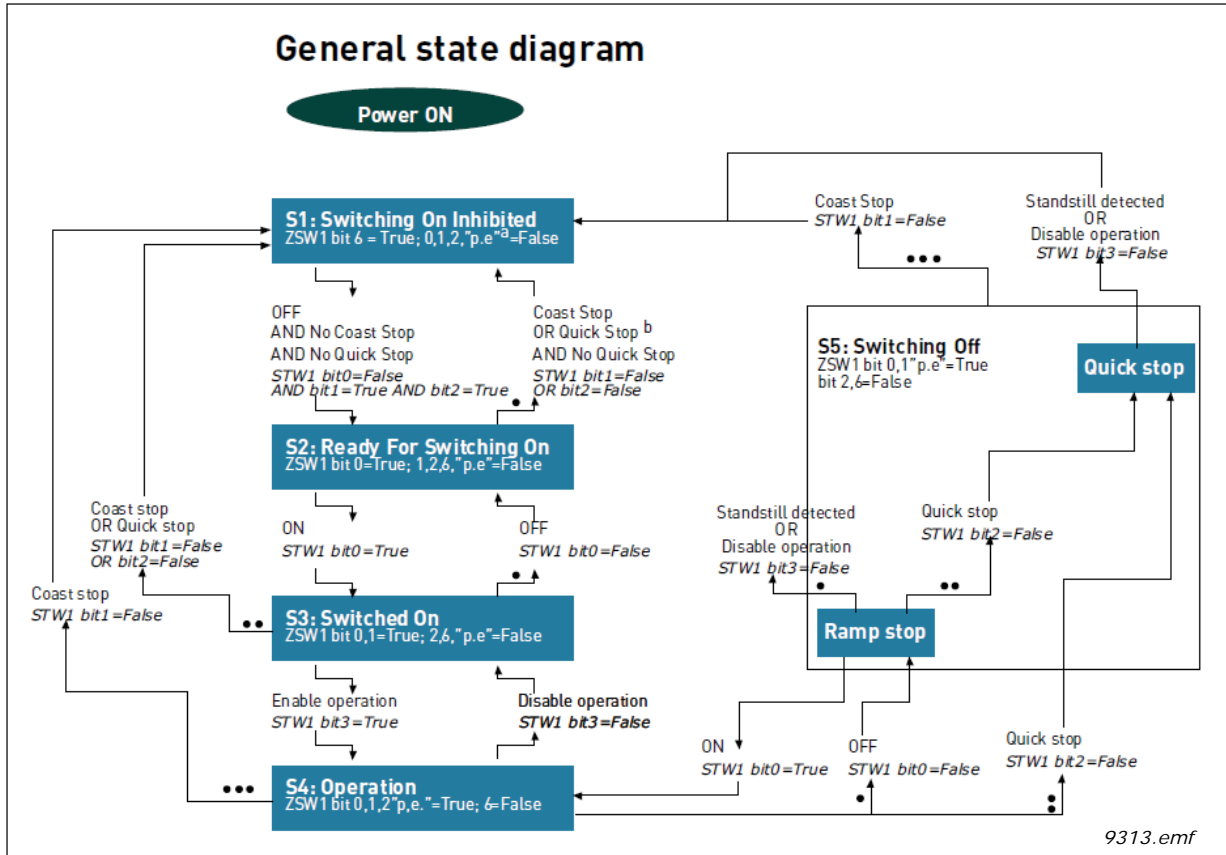 General state diagram
Power ON
S1: Switching On Inhibited
ZSW1 bit 6 = True; 0,1,2,"p.e"a=False
OFF
AND No Coast Stop
AND No Quick Stop
STW1 bit0=False
AND bit1=True AND bit2=True
Coast Stop
OR Quick Stop b
AND No Quick Stop
STW1 bit1=False
OR bit2=False
S2: Ready For Switching On
ZSW1 bit 0=True; 1,2,6,"p.e"=False
ON
STW1 bit0=True
OFF
STW1 bit0=False
S3: Switched On
ZSW1 bit 0,1=True; 2,6,"p.e"=False
Enable operation
STW1 bit3=True
Disable operation
STW1 bit3=False
S4: Operation
ZSW1 bit 0,1,2"p,e."=True; 6=False
Coast stop
OR Quick stop
STW1 bit1=False
OR bit2=False
Coast stop
STW1 bit1=False
Coast Stop
STW1 bit1=False
Standstill detected
OR
Disable operation
STW1 bit3=False
S5: Switching Off
ZSW1 bit 0,1"p.e"=True
bit 2,6=False
Quick stop
Standstill detected
OR
Disable operation
STW1 bit3=False
Quick stop
STW1 bit2=False
Ramp stop
ON
STW1 bit0=True
OFF
STW1 bit0=False
Quick stop
STW1 bit2=False
9313.emf